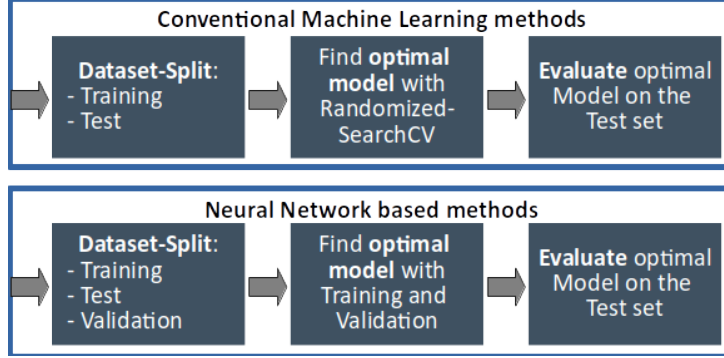 Conventional Machine Learning methods
Dataset-Split:
- Training
- Test
Find optimal
model with
Randomized-
SearchCV
Evaluate optimal
Model on the
Test set
Neural Network based methods
Dataset-Split:
- Training
- Test
- Validation
Find optimal
model with
Training and
Validation
Evaluate optimal
Model on the
Test set